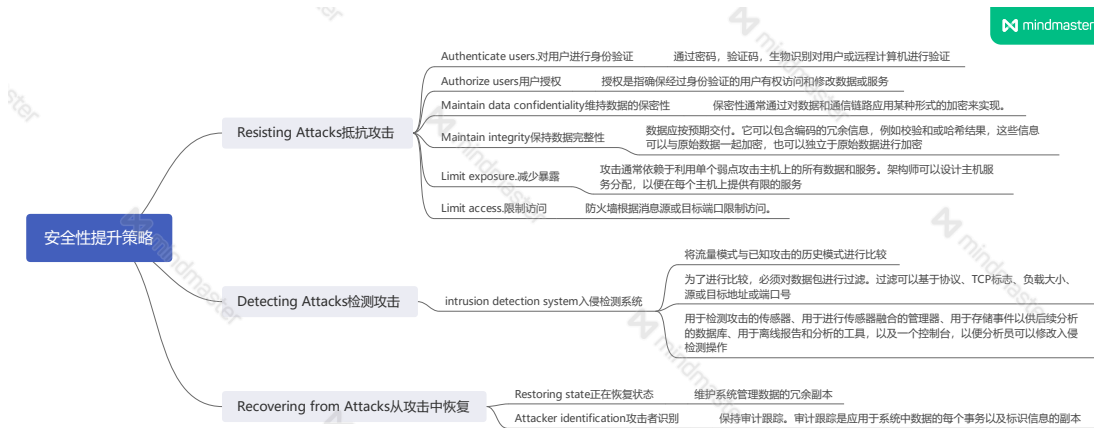 mindmaster
Authenticate users.对用户进行身份验证 通过密码，验证码，生物识别对用户或远程计算机进行验证
Authorize users用户授权 授权是指确保经过身份验证的用户有权访问和修改数据或服务
Maintain data confidentiality维持数据的保密性 保密性通常通过对数据和通信链路应用某种形式的加密来实现。
Resisting Attacks抵抗攻击
Maintain integrity保持数据完整性
数据应按预期交付。它可以包含编码的冗余信息，例如校验和或哈希结果，这些信息
可以与原始数据一起加密，也可以独立于原始数据进行加密
Limit exposure.减少暴露
攻击通常依赖于利用单个弱点攻击主机上的所有数据和服务。架构师可以设计主机服
务分配，以便在每个主机上提供有限的服务
Limit access.限制访问 防火墙根据消息源或目标端口限制访问。
安全性提升策略
Detecting Attacks检测攻击
intrusion detection system入侵检测系统
将流量模式与已知攻击的历史模式进行比较
为了进行比较，必须对数据包进行过滤。过滤可以基于协议、TCP标志、负载大小、
源或目标地址或端口号
用于检测攻击的传感器、用于进行传感器融合的管理器、用于存储事件以供后续分析
的数据库、用于离线报告和分析的工具，以及一个控制台，以便分析员可以修改入侵
检测操作
Recovering from Attacks从攻击中恢复
Restoring state正在恢复状态 维护系统管理数据的冗余副本
Attacker identification攻击者识别 保持审计跟踪。审计跟踪是应用于系统中数据的每个事务以及标识信息的副本